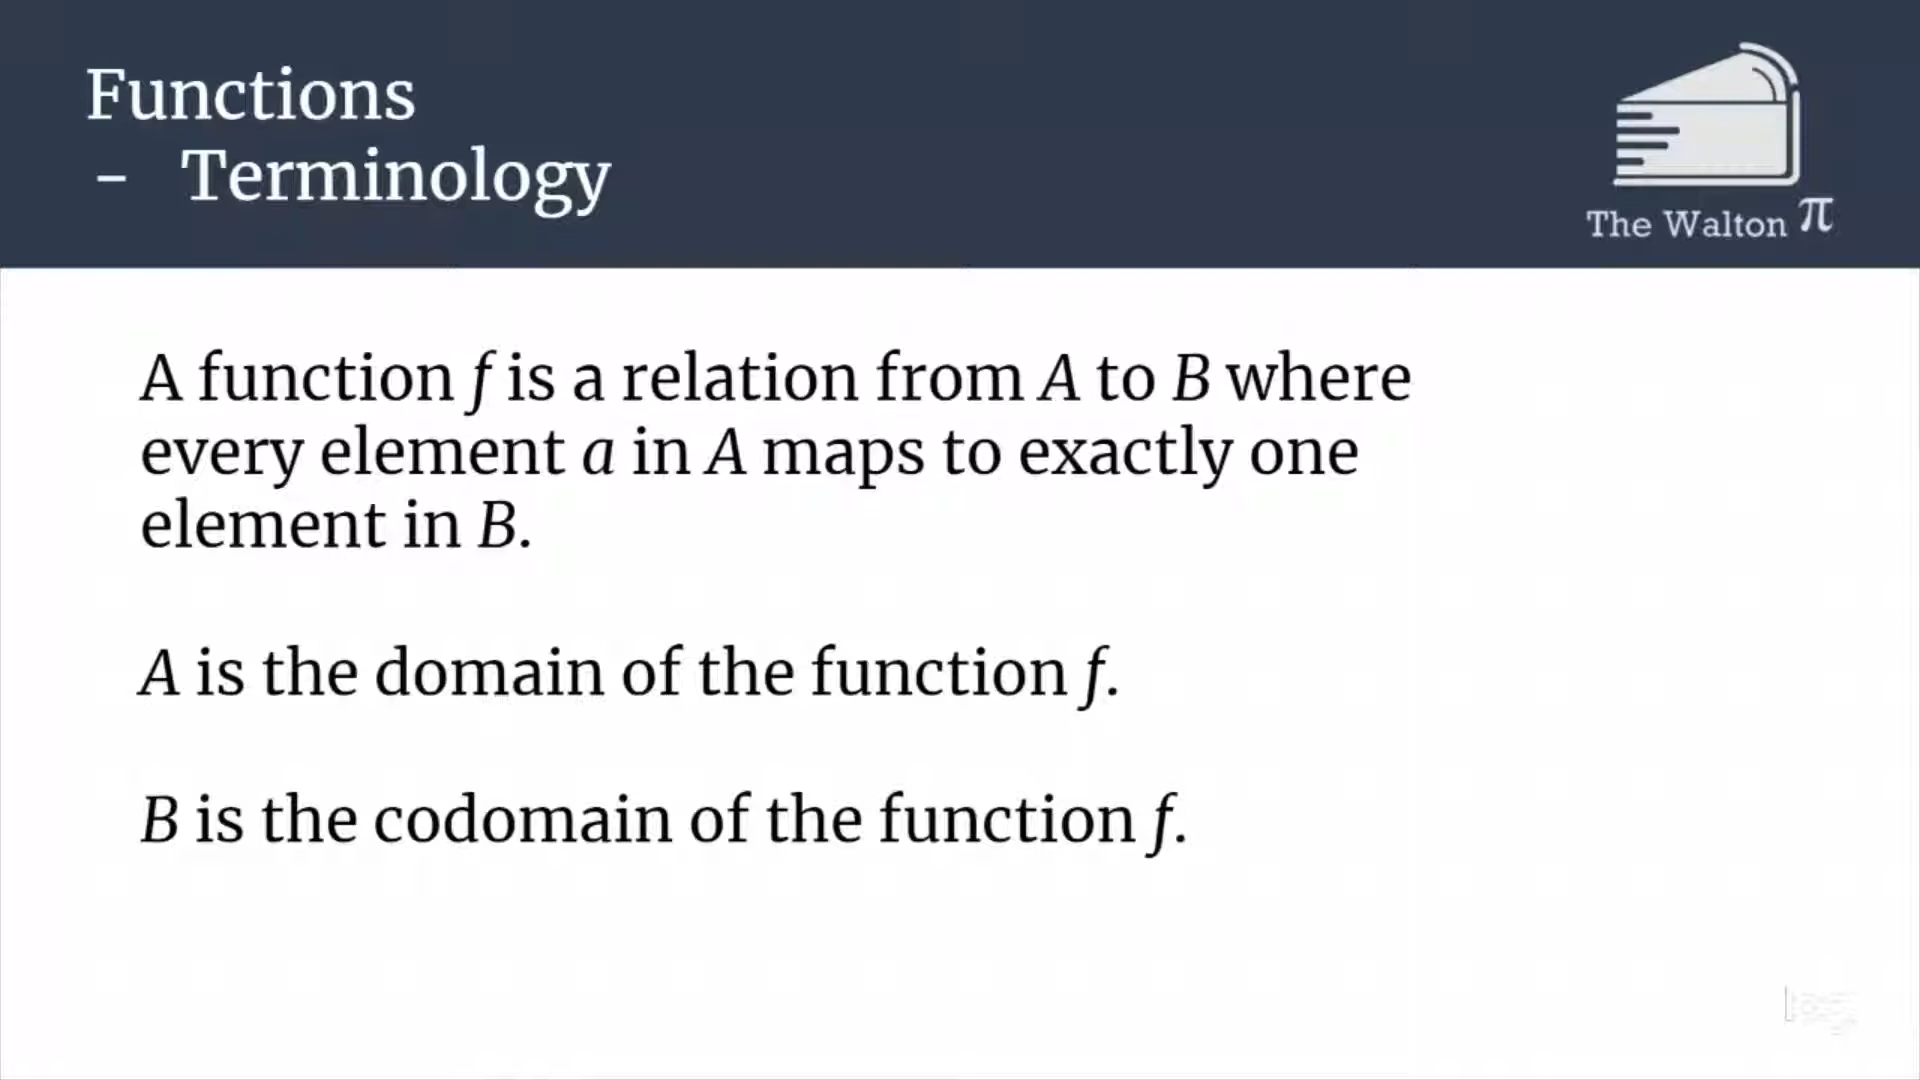 Functions
- Terminology
The Walton π
A function f is a relation from A to B where
every element a in A maps to exactly one
element in B.
A is the domain of the function f.
B is the codomain of the function f.